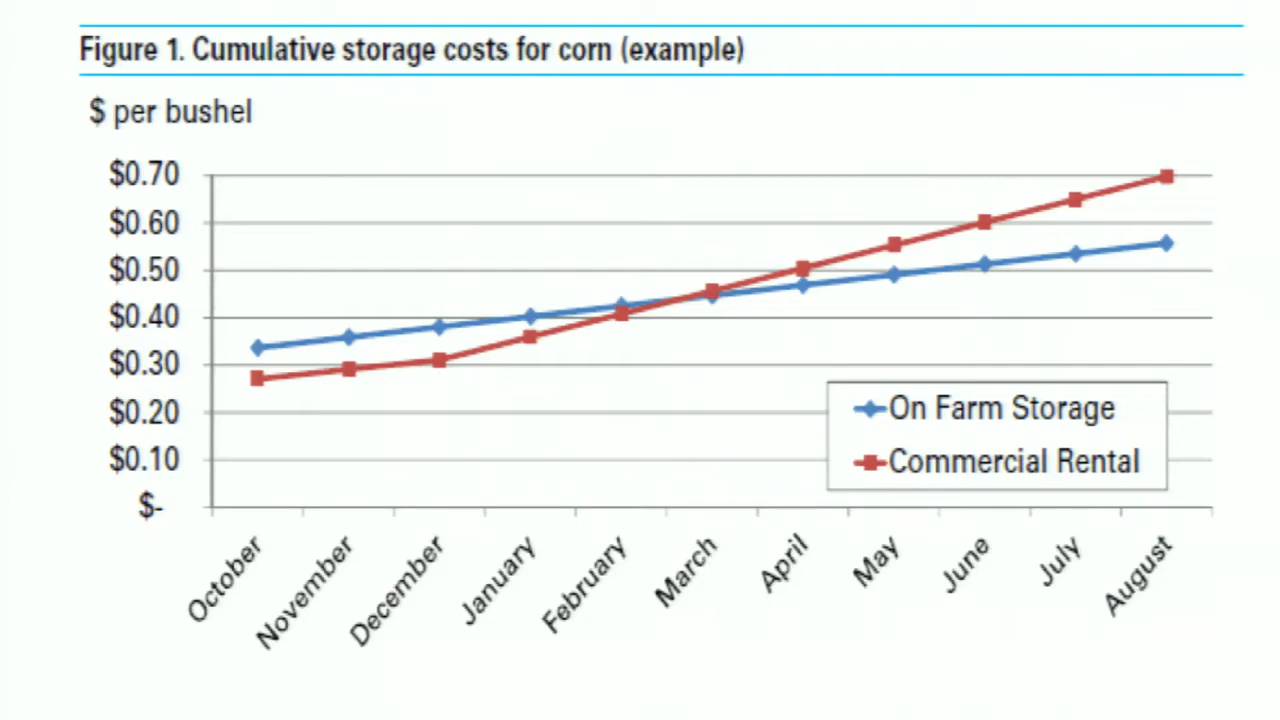 Figure 1. Cumulative storage costs for corn (example)
$ per bushel
$0.70
$0.60
$0.50
$0.40
$0.30
$0.20
$0.10
$-
On Farm Storage
Commercial Rental
October
November
December
January
February
March
April
May
June
July
August